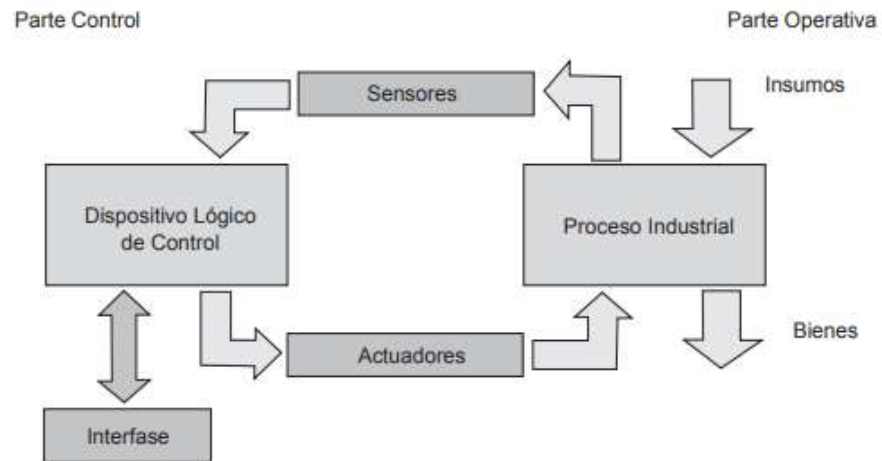 Parte Control
Parte Operativa
Sensores
Insumos
Dispositivo Lógico
de Control
Proceso Industrial
Actuadores
Bienes
Interfase